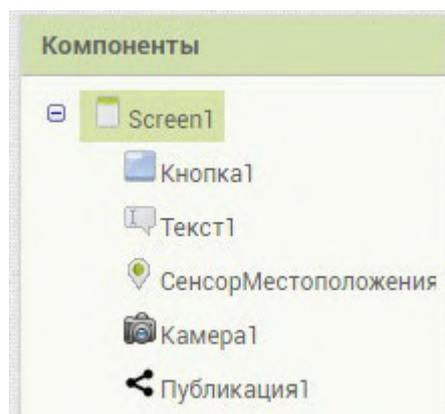 Компоненты
Screen1
Кнопка1
Текст1
СенсорМестоположения
Камера1
Публикация1